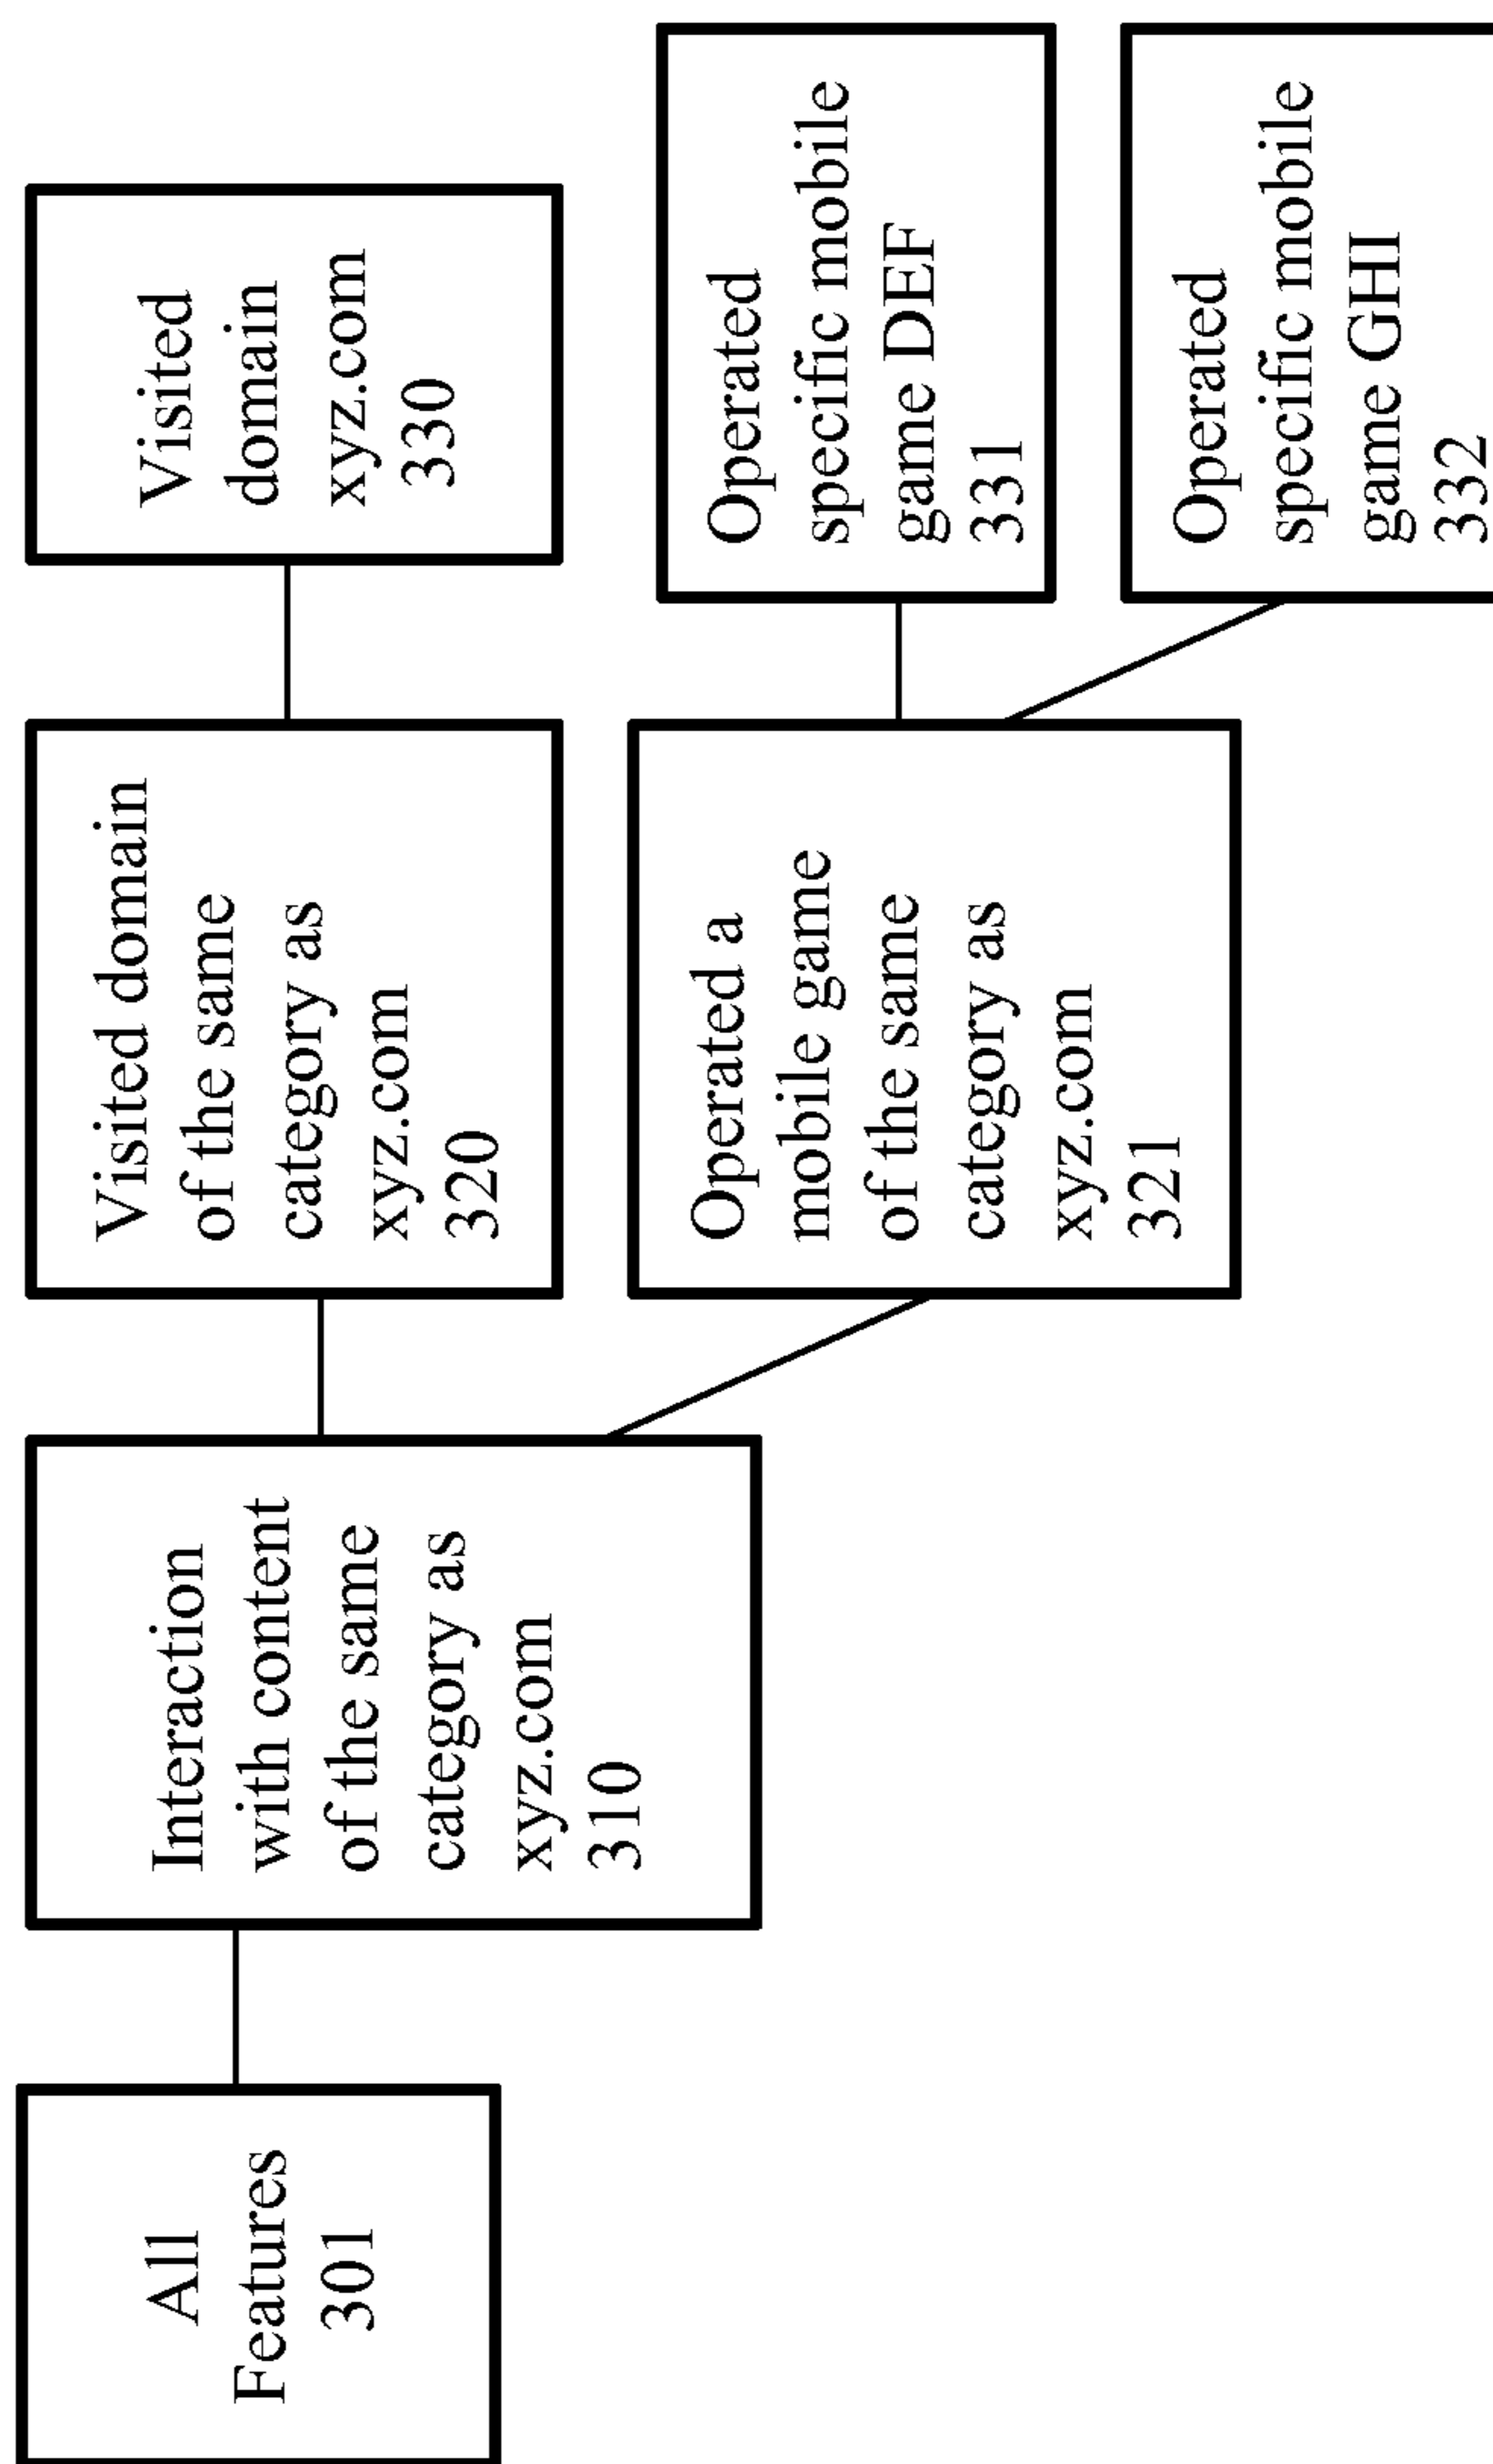 All
Features
301
Interaction
with content
of the same
category as
xyz.com
310
Visited domain
of the same
category as
xyz.com
320
Visited
domain
xyz.com
330
Operated a
mobile game
of the same
category as
xyz.com
321
Operated
specific mobile
game DEF
331
Operated
specific mobile
game GHI
332